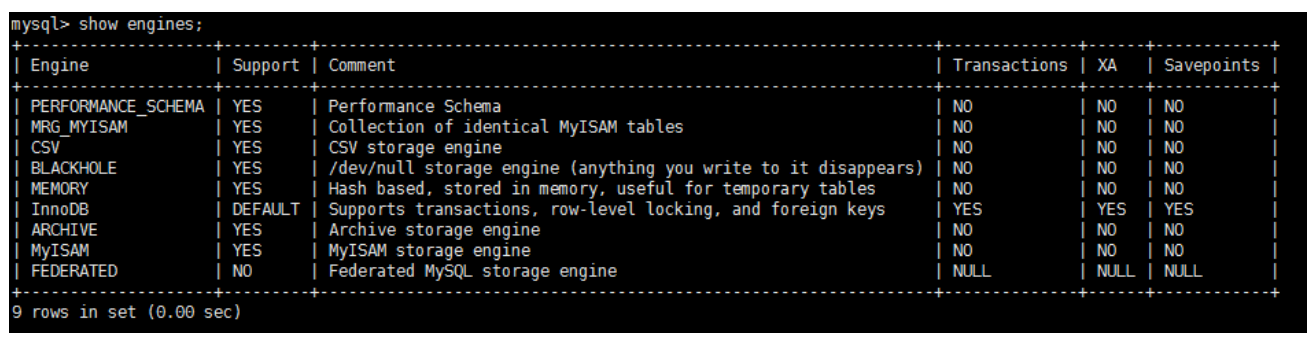 mysql> show engines;
+--------------------+---------+----------------------------------------------------------------+--------------+------+------------+
| Engine             | Support | Comment                                                        | Transactions | XA   | Savepoints |
+--------------------+---------+----------------------------------------------------------------+--------------+------+------------+
| PERFORMANCE_SCHEMA | YES     | Performance Schema                                             | NO           | NO   | NO         |
| MRG_MYISAM         | YES     | Collection of identical MyISAM tables                          | NO           | NO   | NO         |
| CSV                | YES     | CSV storage engine                                             | NO           | NO   | NO         |
| BLACKHOLE          | YES     | /dev/null storage engine (anything you write to it disappears) | NO           | NO   | NO         |
| MEMORY             | YES     | Hash based, stored in memory, useful for temporary tables      | NO           | NO   | NO         |
| InnoDB             | DEFAULT | Supports transactions, row-level locking, and foreign keys     | YES          | YES  | YES        |
| ARCHIVE            | YES     | Archive storage engine                                         | NO           | NO   | NO         |
| MyISAM             | YES     | MyISAM storage engine                                          | NO           | NO   | NO         |
| FEDERATED          | NO      | Federated MySQL storage engine                                 | NULL         | NULL | NULL       |
+--------------------+---------+----------------------------------------------------------------+--------------+------+------------+
9 rows in set (0.00 sec)